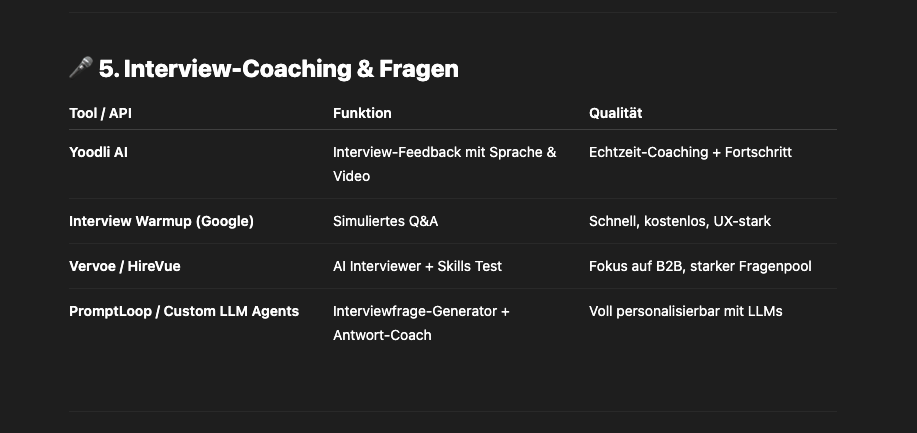 🎤 5. Interview-Coaching & Fragen
Tool / API Funktion Qualität
Yoodli AI Interview-Feedback mit Sprache & Echtzeit-Coaching + Fortschritt
Video
Interview Warmup (Google) Simuliertes Q&A Schnell, kostenlos, UX-stark
Vervoe / HireVue AI Interviewer + Skills Test Fokus auf B2B, starker Fragenpool
PromptLoop / Custom LLM Agents Interviewfrage-Generator + Voll personalisierbar mit LLMs
Antwort-Coach